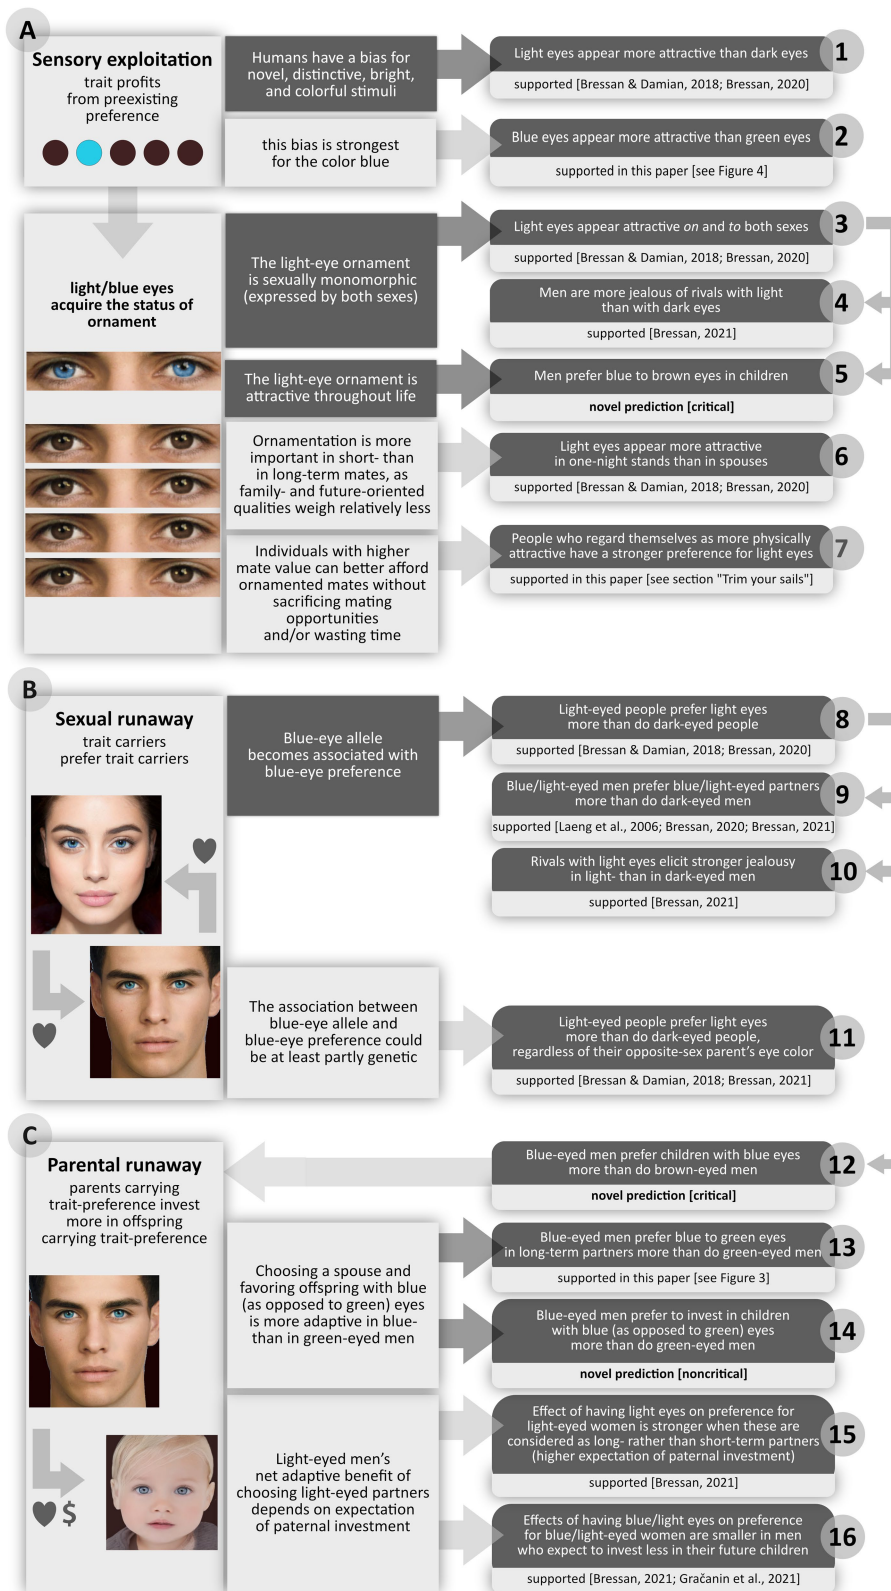 A
Sensory exploitation
trait profits
from preexisting
preference
Humans have a bias for
novel, distinctive, bright,
and colorful stimuli
Light eyes appear more attractive than dark eyes
1
supported [Bressan & Damian, 2018; Bressan, 2020]
this bias is strongest
for the color blue
Blue eyes appear more attractive than green eyes
2
supported in this paper [see Figure 4]
light/blue eyes
acquire the status of
ornament
The light-eye ornament
is sexually monomorphic
(expressed by both sexes)
Light eyes appear attractive on and to both sexes
3
supported [Bressan & Damian, 2018; Bressan, 2020]
Men are more jealous of rivals with light
than with dark eyes
4
supported [Bressan, 2021]
The light-eye ornament is
attractive throughout life
Men prefer blue to brown eyes in children
5
novel prediction [critical]
Ornamentation is more
important in short- than
in long-term mates, as
family- and future-oriented
qualities weigh relatively less
Light eyes appear more attractive
in one-night stands than in spouses
6
supported [Bressan & Damian, 2018; Bressan, 2020]
Individuals with higher
mate value can better afford
ornamented mates without
sacrificing mating
opportunities
and/or wasting time
People who regard themselves as more physically
attractive have a stronger preference for light eyes
7
supported in this paper [see section "Trim your sails"]
B
Sexual runaway
trait carriers
prefer trait carriers
Blue-eye allele
becomes associated with
blue-eye preference
Light-eyed people prefer light eyes
more than do dark-eyed people
8
supported [Bressan & Damian, 2018; Bressan, 2020]
Blue/light-eyed men prefer blue/light-eyed partners
more than do dark-eyed men
9
supported [Laeng et al., 2006; Bressan, 2020; Bressan, 2021]
Rivals with light eyes elicit stronger jealousy
in light- than in dark-eyed men
10
supported [Bressan, 2021]
The association between
blue-eye allele and
blue-eye preference could
be at least partly genetic
Light-eyed people prefer light eyes
more than do dark-eyed people,
regardless of their opposite-sex parent's eye color
11
supported [Bressan & Damian, 2018; Bressan, 2021]
C
Parental runaway
parents carrying
trait-preference invest
more in offspring
carrying trait-preference
Blue-eyed men prefer children with blue eyes
more than do brown-eyed men
12
novel prediction [critical]
Choosing a spouse and
favoring offspring with blue
(as opposed to green) eyes
is more adaptive in blue-
than in green-eyed men
Blue-eyed men prefer blue to green eyes
in long-term partners more than do green-eyed men
13
supported in this paper [see Figure 3]
Blue-eyed men prefer to invest in children
with blue (as opposed to green) eyes
more than do green-eyed men
14
novel prediction [noncritical]
$
Light-eyed men's
net adaptive benefit of
choosing light-eyed partners
depends on expectation
of paternal investment
Effect of having light eyes on preference for
light-eyed women is stronger when these are
considered as long- rather than short-term partners
(higher expectation of paternal investment)
15
supported [Bressan, 2021]
Effects of having blue/light eyes on preference
for blue/light-eyed women are smaller in men
who expect to invest less in their future children
16
supported [Bressan, 2021; Gračanin et al., 2021]